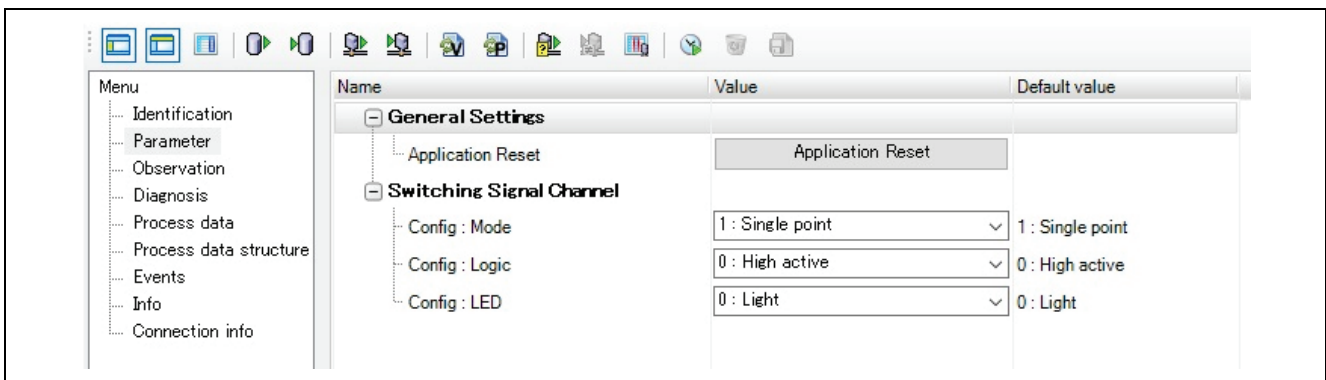 Menu
Identification
Parameter
Observation
Diagnosis
Process data
Process data structure
Events
Info
Connection info
Name Value Default value
General Settings
Application Reset Application Reset
Switching Signal Channel
Config : Mode 1 : Single point 1 : Single point
Config : Logic 0 : High active 0 : High active
Config : LED 0 : Light 0 : Light